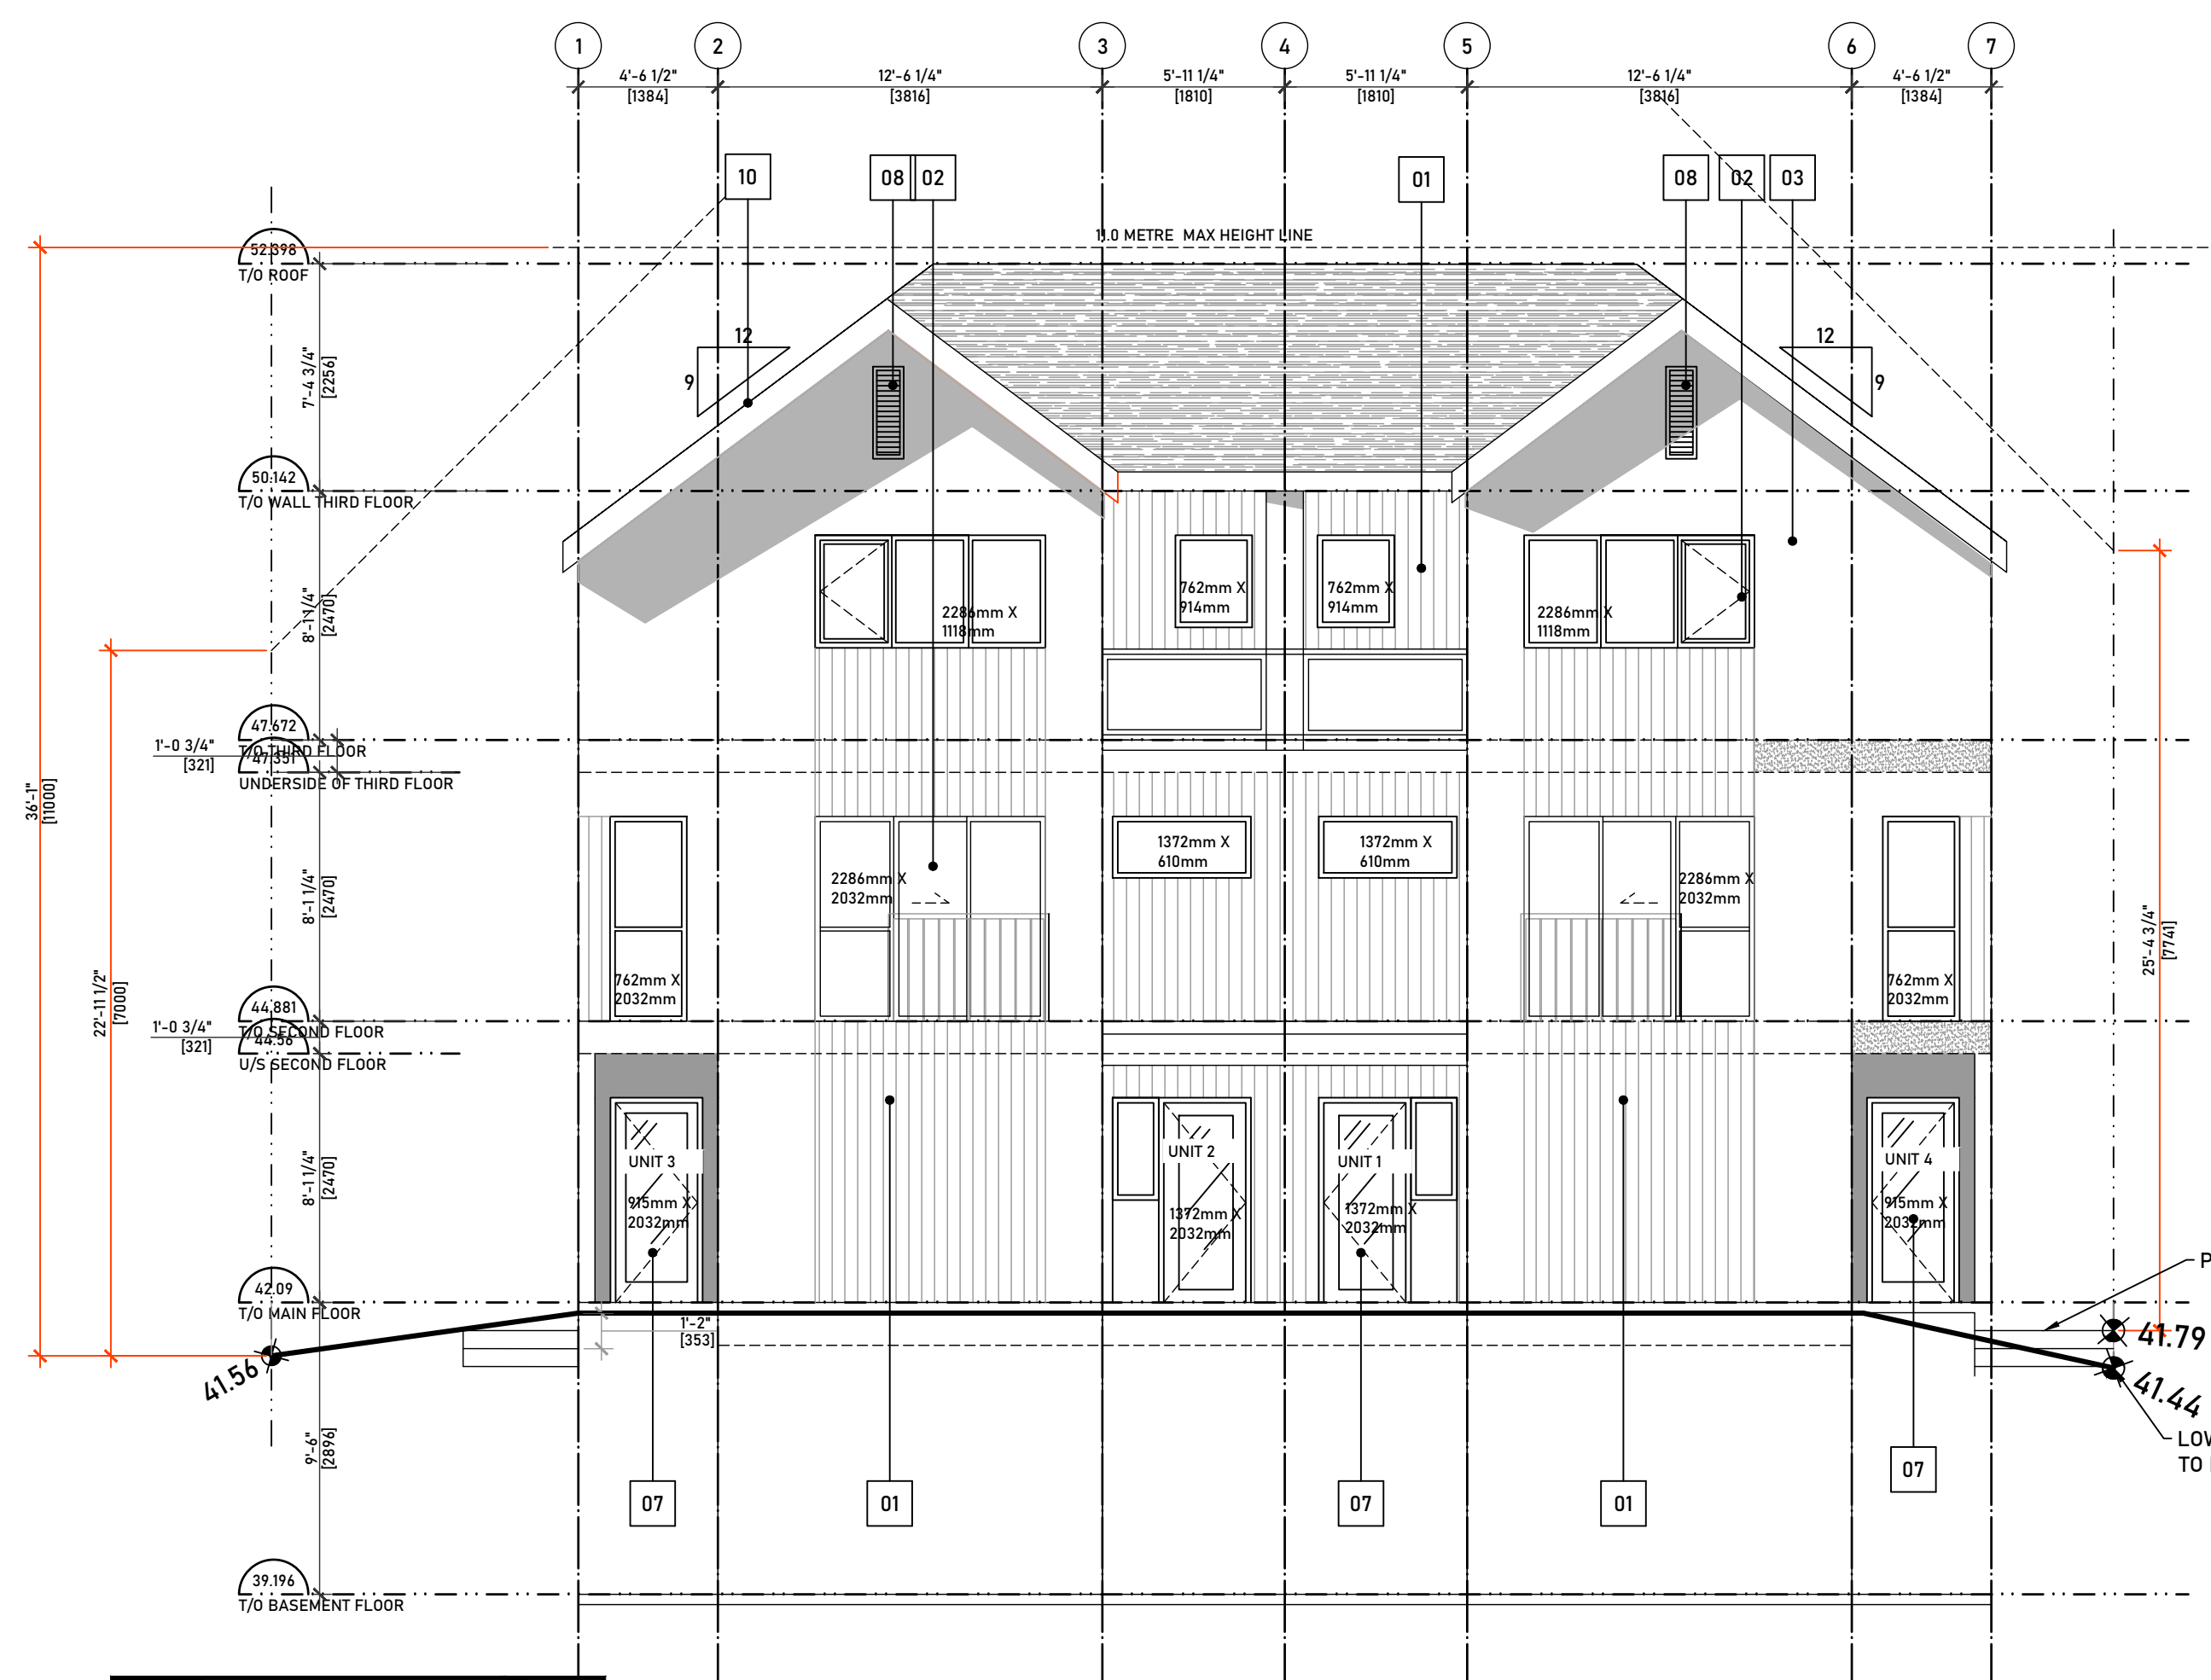 1
2
3
4
5
6
7
4'-6 1/2"
[1384]
12'-6 1/4"
[3816]
5'-11 1/4"
[1810]
5'-11 1/4"
[1810]
12'-6 1/4"
[3816]
4'-6 1/2"
[1384]
10
08
02
01
08
02
03
11.0 METRE MAX HEIGHT LINE
52.398
T/O ROOF
12
9
12
9
7'-4 3/4"
[2256]
50.142
T/O WALL THIRD FLOOR
8'-1 1/4"
[2470]
2286mm X
1118mm
762mm X
914mm
762mm X
914mm
2286mm X
1118mm
47.672
T/O THIRD FLOOR
1'-0 3/4"
[321]
47.351
UNDERSIDE OF THIRD FLOOR
36'-1"
[11000]
22'-11 1/2"
[7000]
8'-1 1/4"
[2470]
2286mm X
2032mm
1372mm X
610mm
1372mm X
610mm
2286mm X
2032mm
762mm X
2032mm
762mm X
2032mm
25'-4 3/4"
[7741]
44.881
T/O SECOND FLOOR
1'-0 3/4"
[321]
44.56
U/S SECOND FLOOR
8'-1 1/4"
[2470]
UNIT 3
915mm X
2032mm
UNIT 2
1372mm X
2032mm
UNIT 1
1372mm X
2032mm
UNIT 4
915mm X
2032mm
42.09
T/O MAIN FLOOR
1'-2"
[353]
41.56
P
41.79
41.44
LOW
TO
9'-6"
[2896]
07
01
07
01
07
39.196
T/O BASEMENT FLOOR